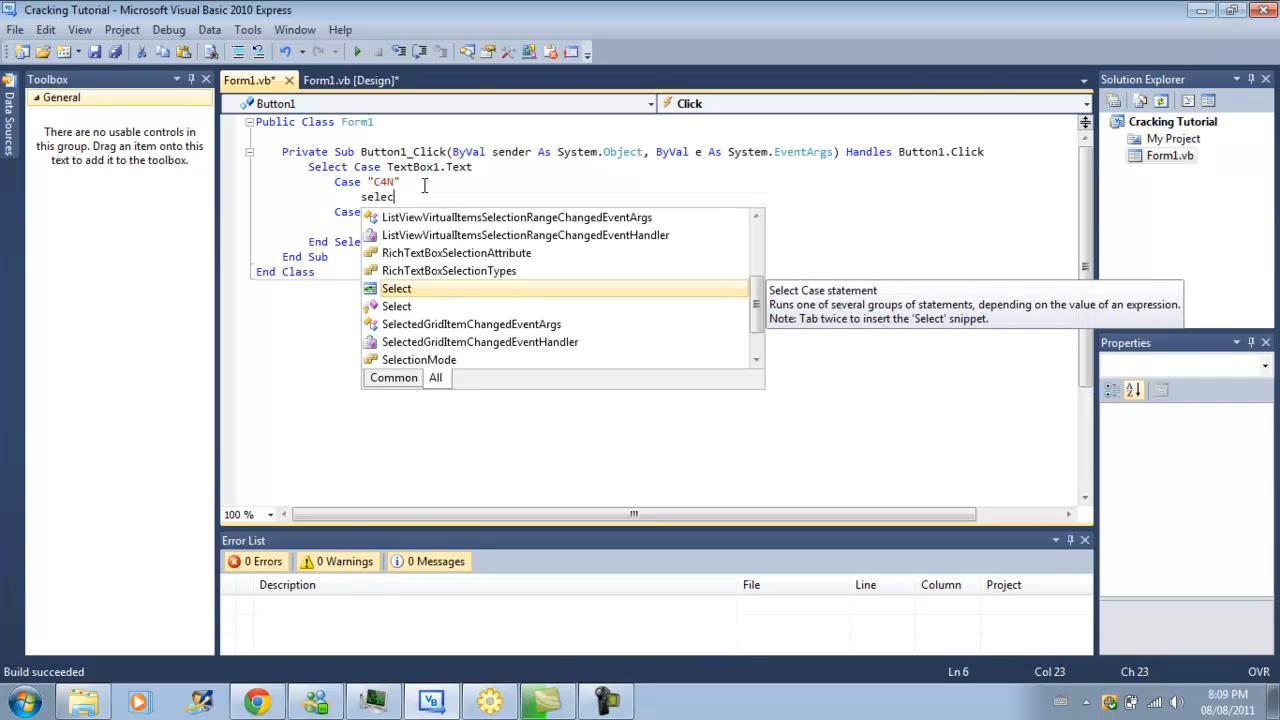 Cracking Tutorial - Microsoft Visual Basic 2010 Express
File Edit View Project Debug Data Tools Window Help
Toolbox
General
There are no usable controls in
this group. Drag an item onto this
text to add it to the toolbox.
Data Sources
Form1.vb* Form1.vb [Design]*
Button1 Click
Public Class Form1
Private Sub Button1_Click(ByVal sender As System.Object, ByVal e As System.EventArgs) Handles Button1.Click
Select Case TextBox1.Text
Case "C4N"
selec
Case
End Sele
End Sub
End Class
ListViewVirtualItemsSelectionRangeChangedEventArgs
ListViewVirtualItemsSelectionRangeChangedEventHandler
RichTextBoxSelectionAttribute
RichTextBoxSelectionTypes
Select
Select
SelectedGridItemChangedEventArgs
SelectedGridItemChangedEventHandler
SelectionMode
Common All
Select Case statement
Runs one of several groups of statements, depending on the value of an expression.
Note: Tab twice to insert the 'Select' snippet.
100 %
Solution Explorer
Cracking Tutorial
My Project
Form1.vb
Properties
Error List
0 Errors 0 Warnings 0 Messages
Description File Line Column Project
Build succeeded Ln 6 Col 23 Ch 23 OVR
8:09 PM
08/08/2011